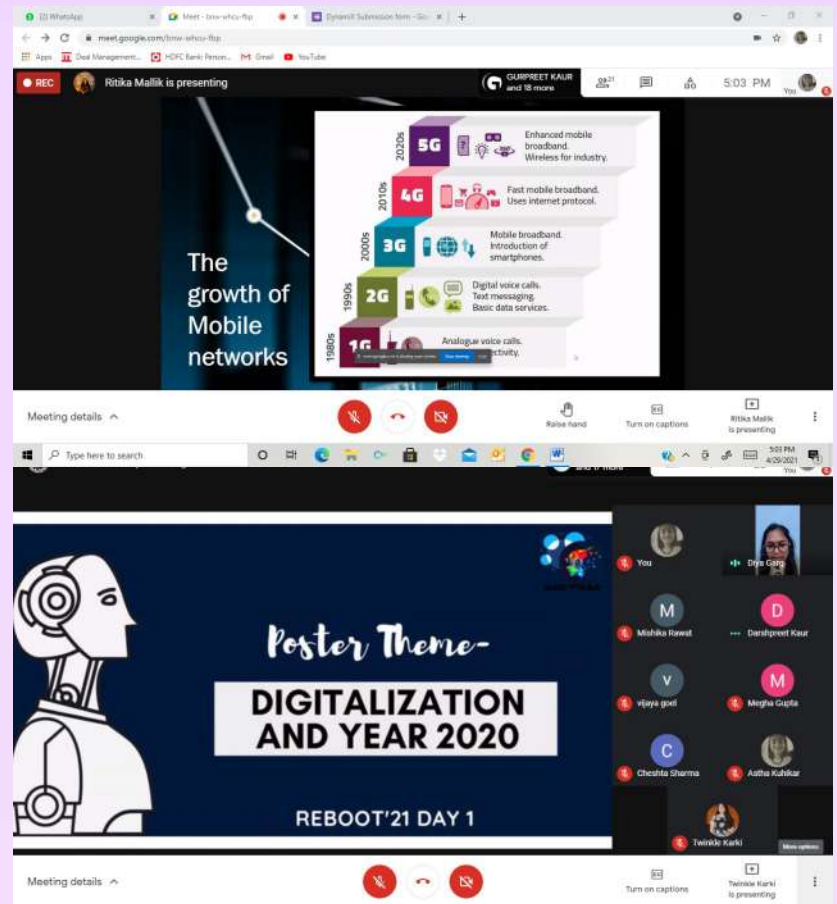 (2) WhatsApp
Meet - bnw-whcu-fbp
meet.google.com/bnw-whcu-fbp
Apps
Deal Management...
HDFC Bank: Person...
Gmail
YouTube
REC
Ritika Mallik is presenting
GURPREET KAUR
and 18 more
21
5:03 PM
You
The
growth of
Mobile
networks
2020s
5G
Enhanced mobile
broadband.
Wireless for industry.
2010s
4G
Fast mobile broadband.
Uses internet protocol.
2000s
3G
Mobile broadband.
Introduction of
smartphones.
1990s
2G
Digital voice calls.
Text messaging.
Basic data services.
1980s
1G
Analogue voice calls.
Stop sharing
Meeting details
Raise hand
Turn on captions
Ritika Mallik
is presenting
Type here to search
5:03 PM
4/29/2021
You
Poster Theme-
DIGITALIZATION
AND YEAR 2020
REBOOT'21 DAY 1
You
Diya Garg
M
Mishika Rawat
D
Darshpreet Kaur
V
vijaya goel
M
Megha Gupta
C
Cheshta Sharma
Aatha Kuhikar
Twinkle Karki
More options
Meeting details
Turn on captions
Twinkle Karki
is presenting